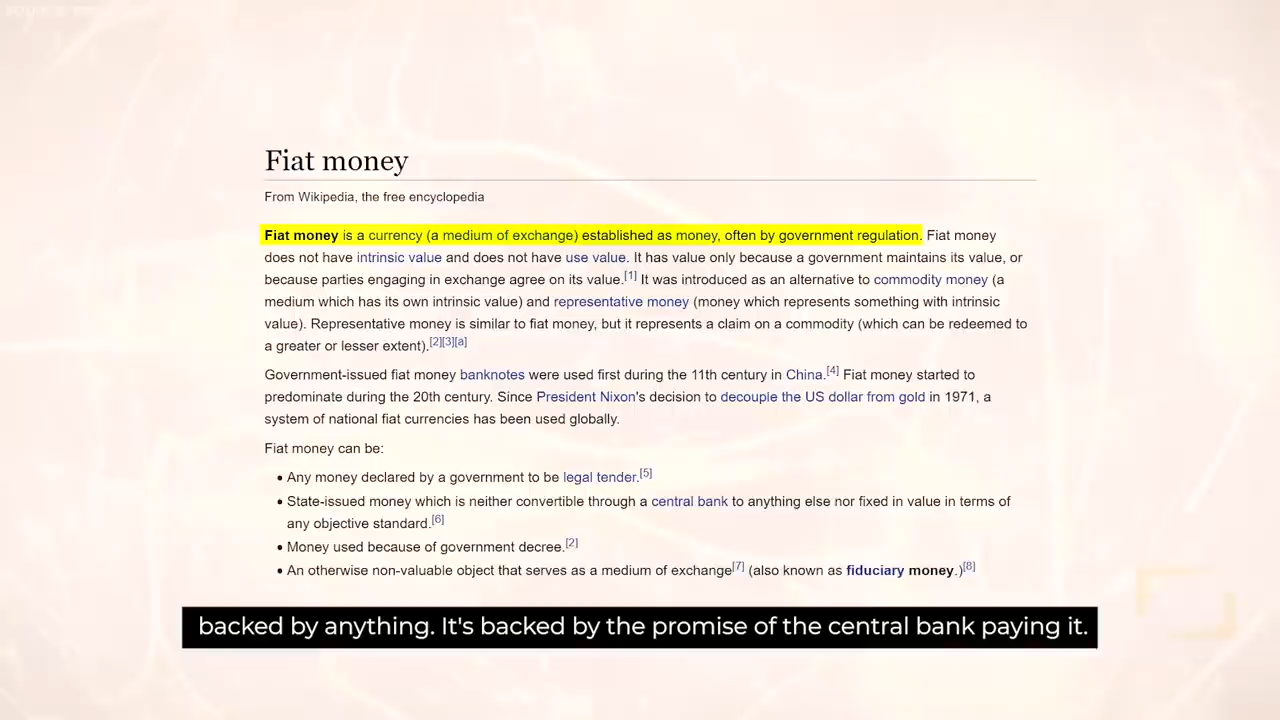 Fiat money
From Wikipedia, the free encyclopedia
Fiat money is a currency (a medium of exchange) established as money, often by government regulation. Fiat money
does not have intrinsic value and does not have use value. It has value only because a government maintains its value, or
because parties engaging in exchange agree on its value.[1] It was introduced as an alternative to commodity money (a
medium which has its own intrinsic value) and representative money (money which represents something with intrinsic
value). Representative money is similar to fiat money, but it represents a claim on a commodity (which can be redeemed to
a greater or lesser extent).[2][3][a]
Government-issued fiat money banknotes were used first during the 11th century in China.[4] Fiat money started to
predominate during the 20th century. Since President Nixon's decision to decouple the US dollar from gold in 1971, a
system of national fiat currencies has been used globally.
Fiat money can be:
• Any money declared by a government to be legal tender.[5]
• State-issued money which is neither convertible through a central bank to anything else nor fixed in value in terms of
any objective standard.[6]
• Money used because of government decree.[2]
• An otherwise non-valuable object that serves as a medium of exchange[7] (also known as fiduciary money.)[8]
backed by anything. It's backed by the promise of the central bank paying it.